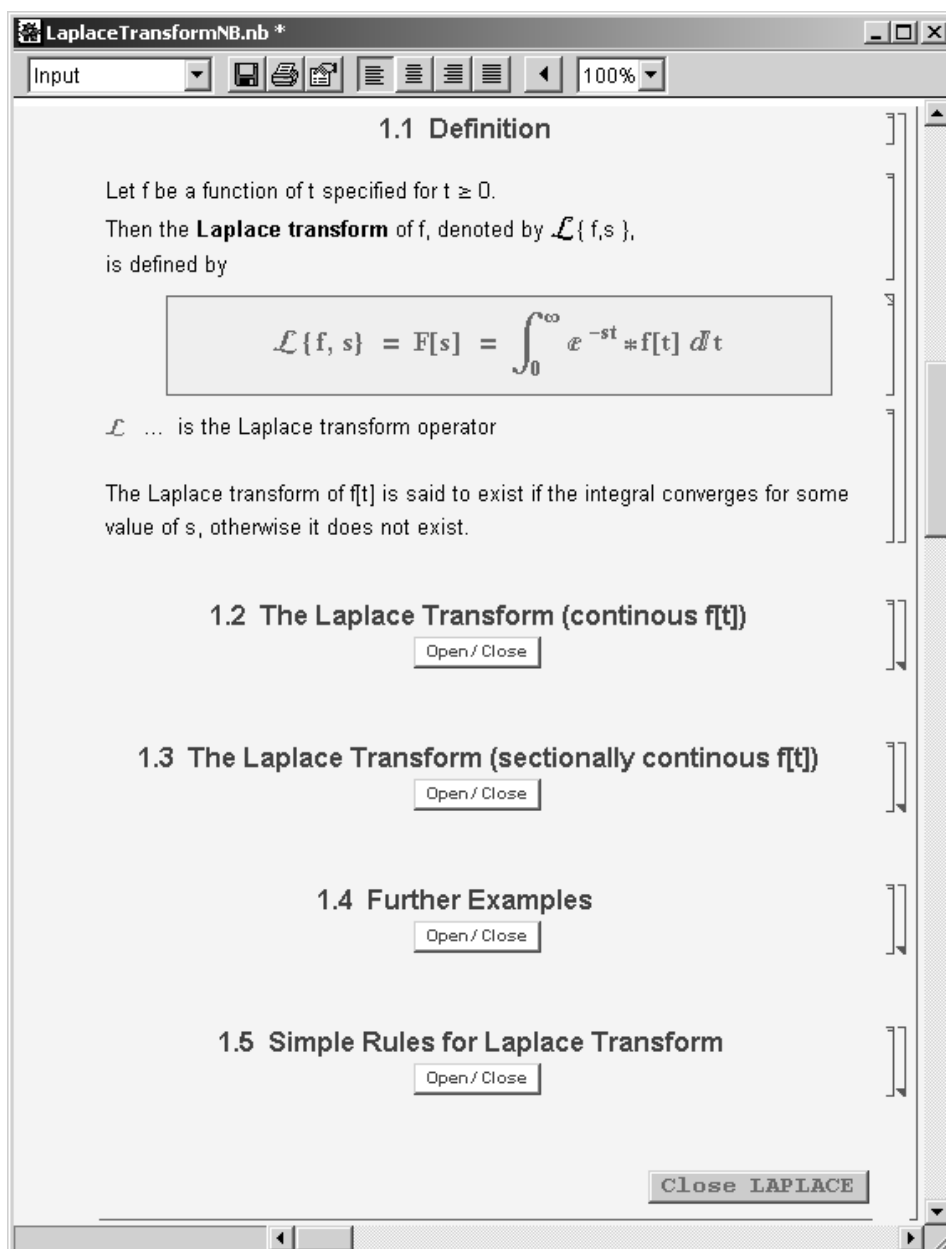 LaplaceTransformNB.nb *
Input 100%
1.1 Definition
Let f be a function of t specified for t ≥ 0.
Then the Laplace transform of f, denoted by ℒ{ f,s },
is defined by
ℒ{f, s} = F[s] = ∫₀^∞ ⅇ^-st *f[t] ⅆt
ℒ ... is the Laplace transform operator
The Laplace transform of f[t] is said to exist if the integral converges for some
value of s, otherwise it does not exist.
1.2 The Laplace Transform (continous f[t])
Open / Close
1.3 The Laplace Transform (sectionally continous f[t])
Open / Close
1.4 Further Examples
Open / Close
1.5 Simple Rules for Laplace Transform
Open / Close
Close LAPLACE